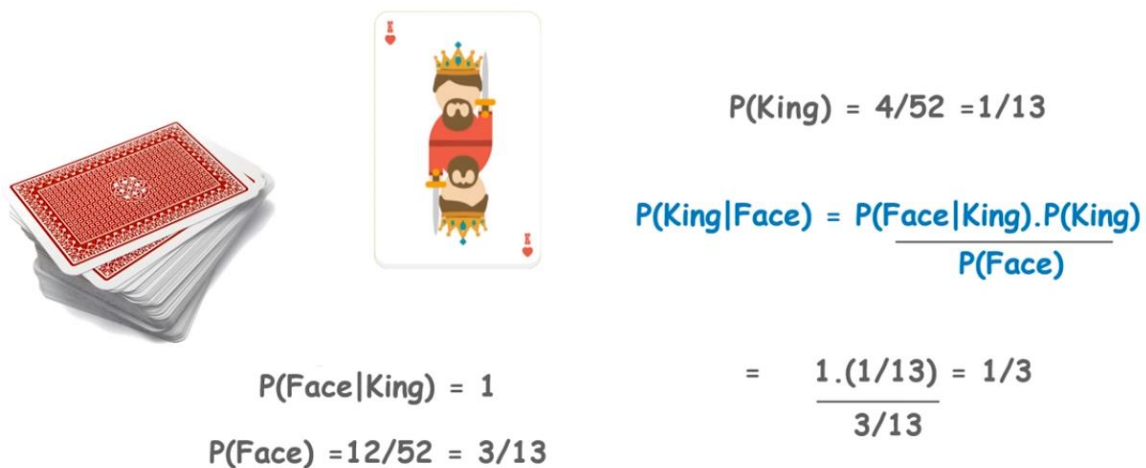 K
K
P(King) = 4/52 =1/13
P(King|Face) = P(Face|King).P(King)
P(Face)
= 1.(1/13) = 1/3
3/13
P(Face|King) = 1
P(Face) =12/52 = 3/13